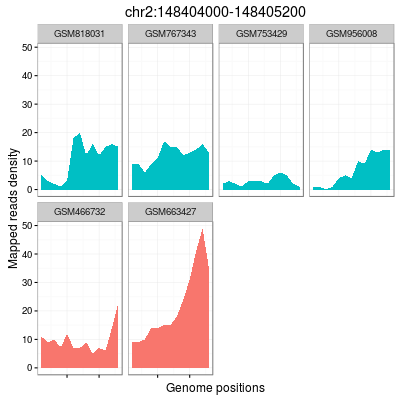 chr2:148404000-148405200
GSM818031 GSM767343 GSM753429 GSM956008
50
40
30
20
10
0
Mapped reads density
GSM466732 GSM663427
50
40
30
20
10
0
Genome positions